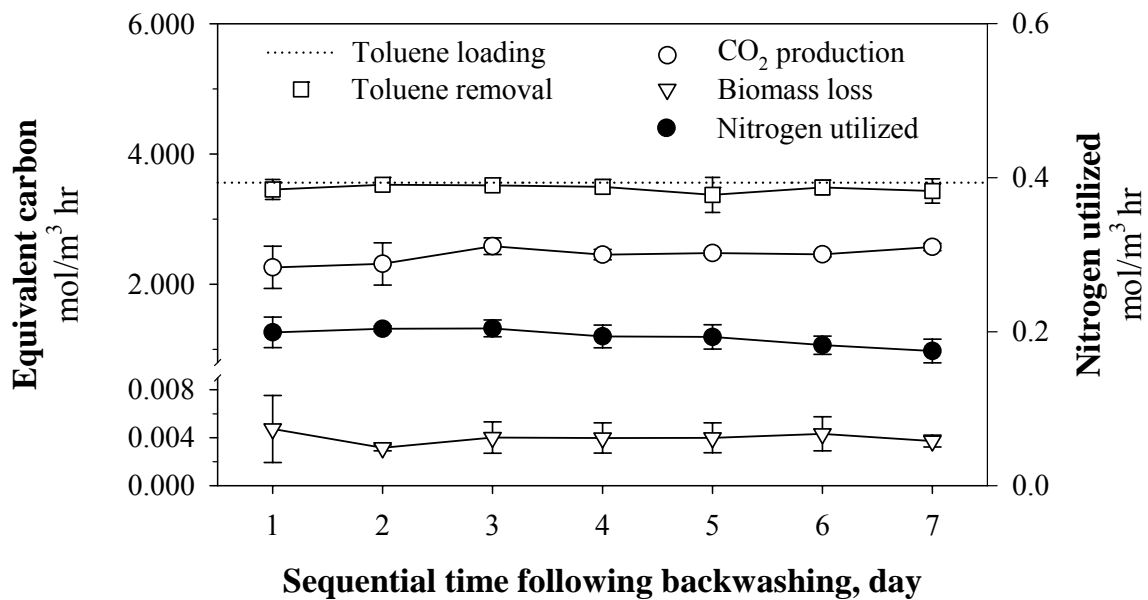 6.000
4.000
2.000
0.008
0.004
0.000
Equivalent carbon
mol/m³ hr
Toluene loading
Toluene removal
CO₂ production
Biomass loss
Nitrogen utilized
0.6
0.4
0.2
0.0
Nitrogen utilized
mol/m³ hr
1 2 3 4 5 6 7
Sequential time following backwashing, day